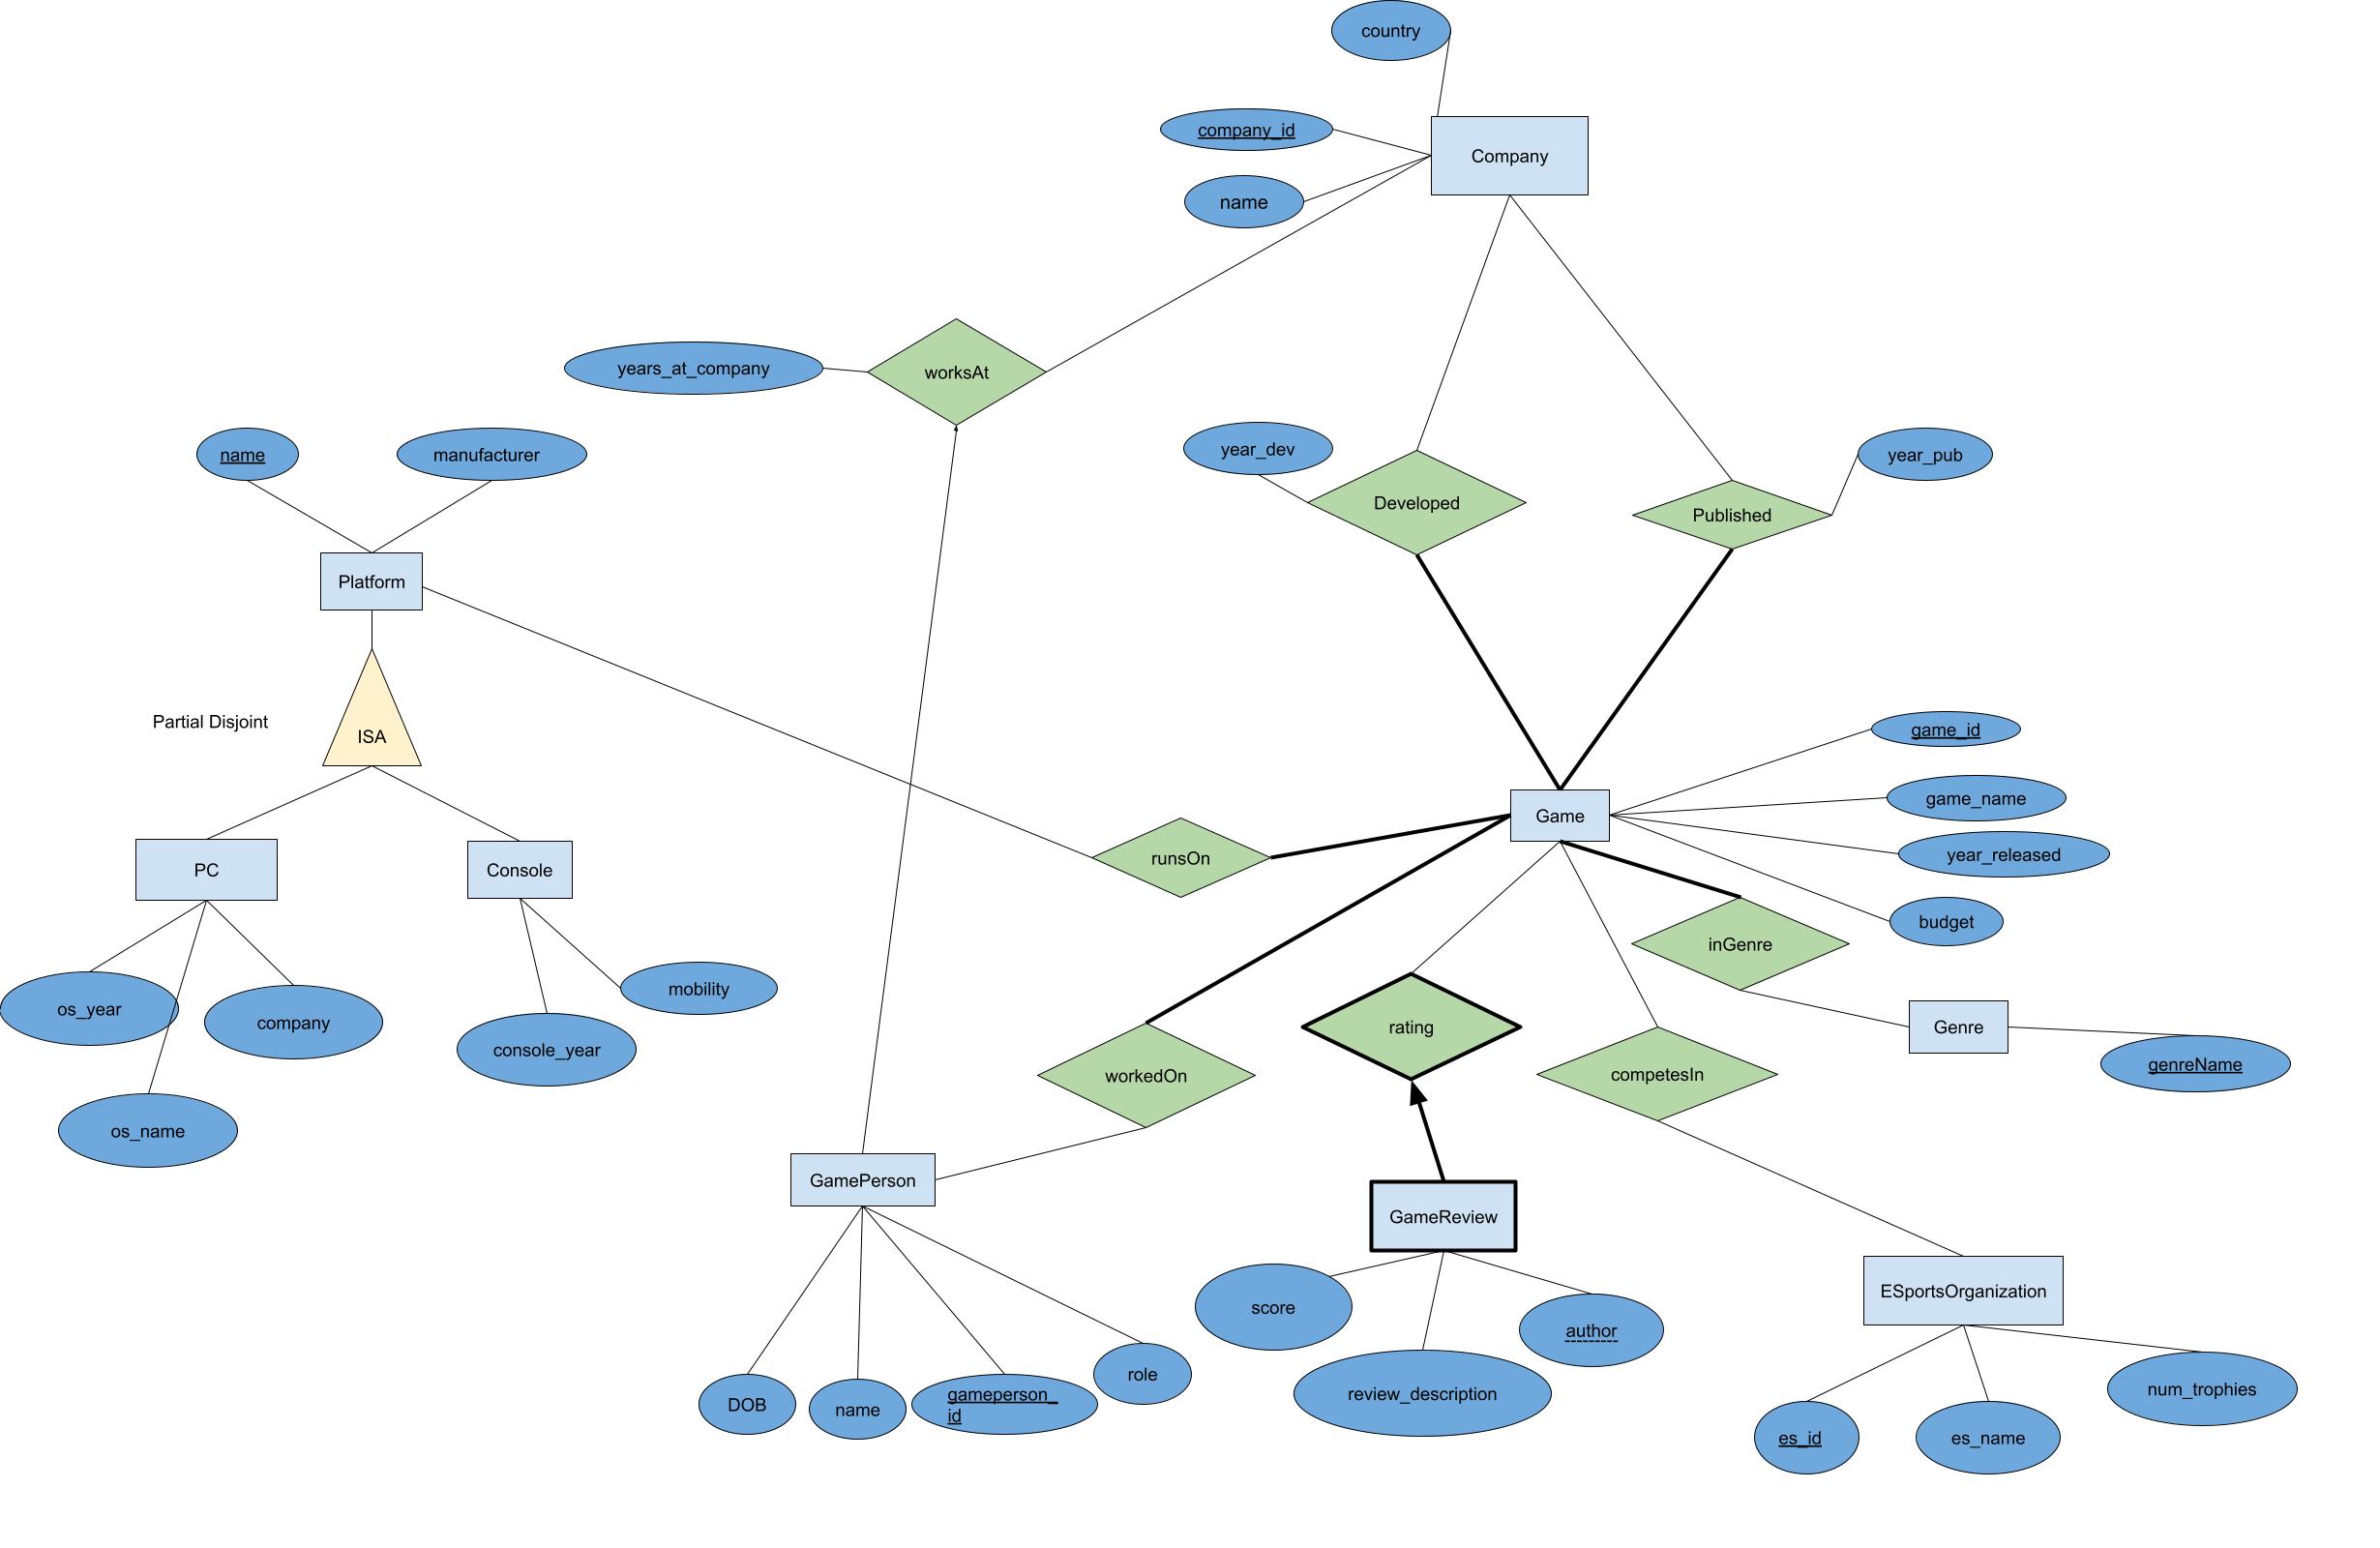 country
company_id
Company
name
years_at_company
worksAt
year_dev
name
manufacturer
year_pub
Developed
Published
Platform
Partial Disjoint
ISA
game_id
game_name
Game
year_released
runsOn
PC
Console
budget
inGenre
mobility
os_year
company
rating
Genre
console_year
genreName
workedOn
competesIn
os_name
GamePerson
GameReview
ESportsOrganization
score
author
role
num_trophies
review_description
DOB
name
gameperson_
id
es_id
es_name